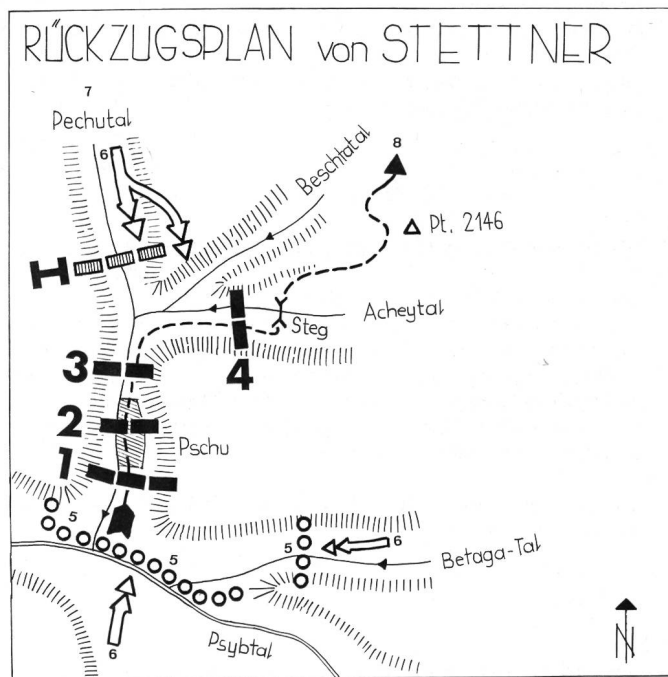 RÜCKZUGSPLAN von STETTNER
7
Pechutal
6
8
Beschtatal
Pt. 2146
H
Acheytal
Steg
3
4
2
Pschu
1
5
5
5
6
Betaga-Tal
Psybtal
6
N